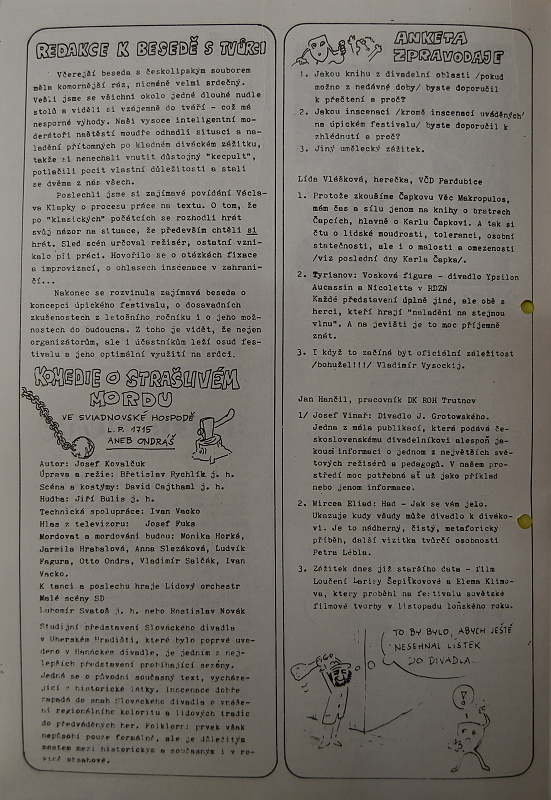 REDAKCE K BESEDĚ S TVŮRCI
Včerejší beseda s českolipským souborem
měla komornější ráz, nicméně velmi srdečný.
Vešli jsme se všichni okolo jedné dlouhé nudle
stolů a viděli si vzájemně do tváří - což má
nesporné výhody. Naši vysoce inteligentní mo-
derátoři naštěstí moudře odhadli situaci a na-
ladění přítomných po kladném diváckém zážitku,
takže si nenechali vnutit důstojný "kecpult",
potlačili pocit vlastní důležitosti a stali
se dvěma z nás všech.
Poslechli jsme si zajímavé povídání Václa-
va Klapky o procesu práce na textu. O tom, že
po "klasických" počátcích se rozhodli hrát
svůj názor na situace, že především chtěli si
hrát. Sled scén určoval režisér, ostatní vzni-
kalo při práci. Hovořilo se o otázkách fixace
a improvizací, o ohlasech inscenace v zahrani-
čí...
Nakonec se rozvinula zajímavá beseda o
koncepci úpického festivalu, o dosavadních
zkušenostech z letošního ročníku i o jeho mož-
nostech do budoucna. Z toho je vidět, že nejen
organizátorům, ale i účastníkům leží osud fes-
tivalu a jeho optimální využití na srdci.
KOMEDIE O STRAŠLIVÉM
MORDU
VE SVIADNOVSKÉ HOSPODĚ
L. P. 1715
ANEB ONDRÁŠ
Autor: Josef Kovalčuk
Úprava a režie: Břetislav Rychlík j. h.
Scéna a kostýmy: David Cajthaml j. h.
Hudba: Jiří Bulis j. h.
Technická spolupráce: Ivan Vacko
Hlas z televizoru: Josef Fuks
Mordovat a mordováni budou: Monika Horká,
Jarmila Hrabalová, Anna Slezáková, Ludvík
Fagura, Otto Ondra, Vladimír Salčák, Ivan
Vacko.
K tanci a poslechu hraje Lidový orchestr
Malé scény SD
Lubomír Svatoš j. h. nebo Rostislav Novák
Studijní představení Slováckého divadla
v Uherském Hradišti, které bylo poprvé uve-
deno v Hanáckém divadle, je jedním z nej-
lepších představení probíhající sezóny.
Jedná se o původní současný text, vycháze-
jící z historické látky. Inscenace dobře
zapadá do snah Slováckého divadla o vnáše-
ní regionálního koloritu a lidových tradic
do předváděných her. Folklorní prvek však
nepůsobí pouze formálně, ale je důležitým
mostem mezi historickým a současným i v ro-
vině obsahové.
ANKETA
ZPRAVODAJE
1. Jakou knihu z divadelní oblasti /pokud
možno z nedávné doby/ byste doporučil
k přečtení a proč?
2. Jakou inscenaci /kromě inscenací uváděných
na úpickém festivalu/ byste doporučil k
zhlédnutí a proč?
3. Jiný umělecký zážitek.
Lída Vlášková, herečka, VČD Pardubice
1. Protože zkoušíme Čapkovu Věc Makropulos,
mám čas a sílu jenom na knihu o bratrech
Čapcích, hlavně o Karlu Čapkovi. A tak si
čtu o lidské moudrosti, toleranci, osobní
statečnosti, ale i o malosti a omezenosti
/viz poslední dny Karla Čapka/.
2. Tyrianov: Vosková figura - divadlo Ypsilon
Aucassin a Nicoletta v RDZN
Každé představení úplně jiné, ale obě s
herci, kteří hrají "naladěni na stejnou
vlnu". A na jevišti je to moc příjemně
znát.
3. I když to začíná být oficiální záležitost
/bohužel!!!/ Vladimír Vysockij.
Jan Hančil, pracovník DK ROH Trutnov
1/ Josef Vinař: Divadlo J. Grotowského.
Jedna z mála publikací, která podává če-
skoslovenskému divadelníkovi alespoň ja-
kousi informaci o jednom z největších svě-
tových režisérů a pedagogů. V našem pro-
středí moc potřebná ať už jako příklad
nebo jenom informace.
2. Mircea Eliad: Had - Jak se vám jelo.
Ukazuje kudy všudy může divadlo k diváko-
vi. Je to nádherný, čistý, metaforický
příběh, další vizitka tvůrčí osobnosti
Petra Lébla.
3. Zážitek dnes již staršího data - film
Loučení Larisy Šepiťkovové a Elema Klimo-
va, který proběhl na festivalu sovětské
filmové tvorby v listopadu loňského roku.
TO BY BYLO, ABYCH JEŠTĚ
NESEHNAL LÍSTEK
DO DIVADLA...